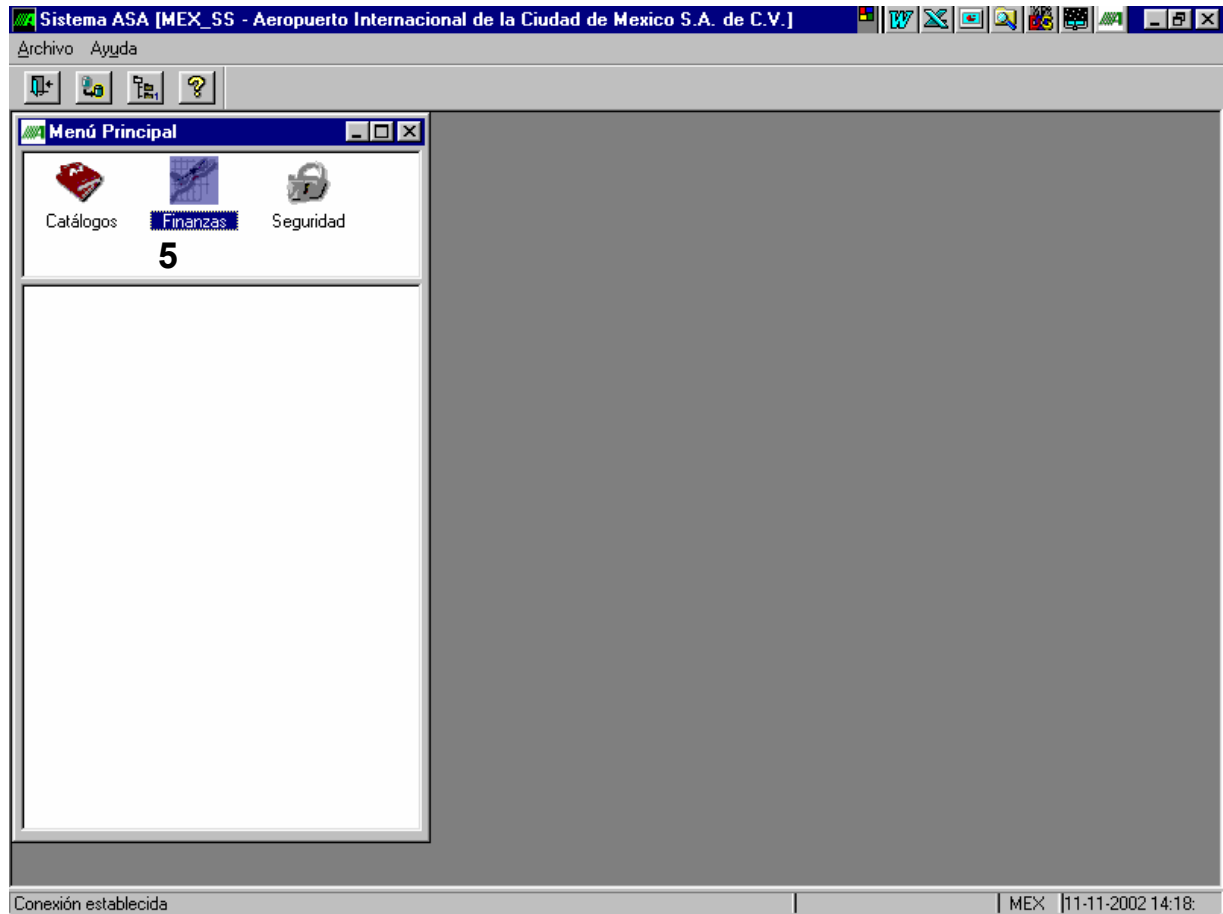 Sistema ASA [MEX_SS - Aeropuerto Internacional de la Ciudad de Mexico S.A. de C.V.]
Archivo Ayuda
Menú Principal
Catálogos Finanzas Seguridad
5
Conexión establecida MEX 11-11-2002 14:18: